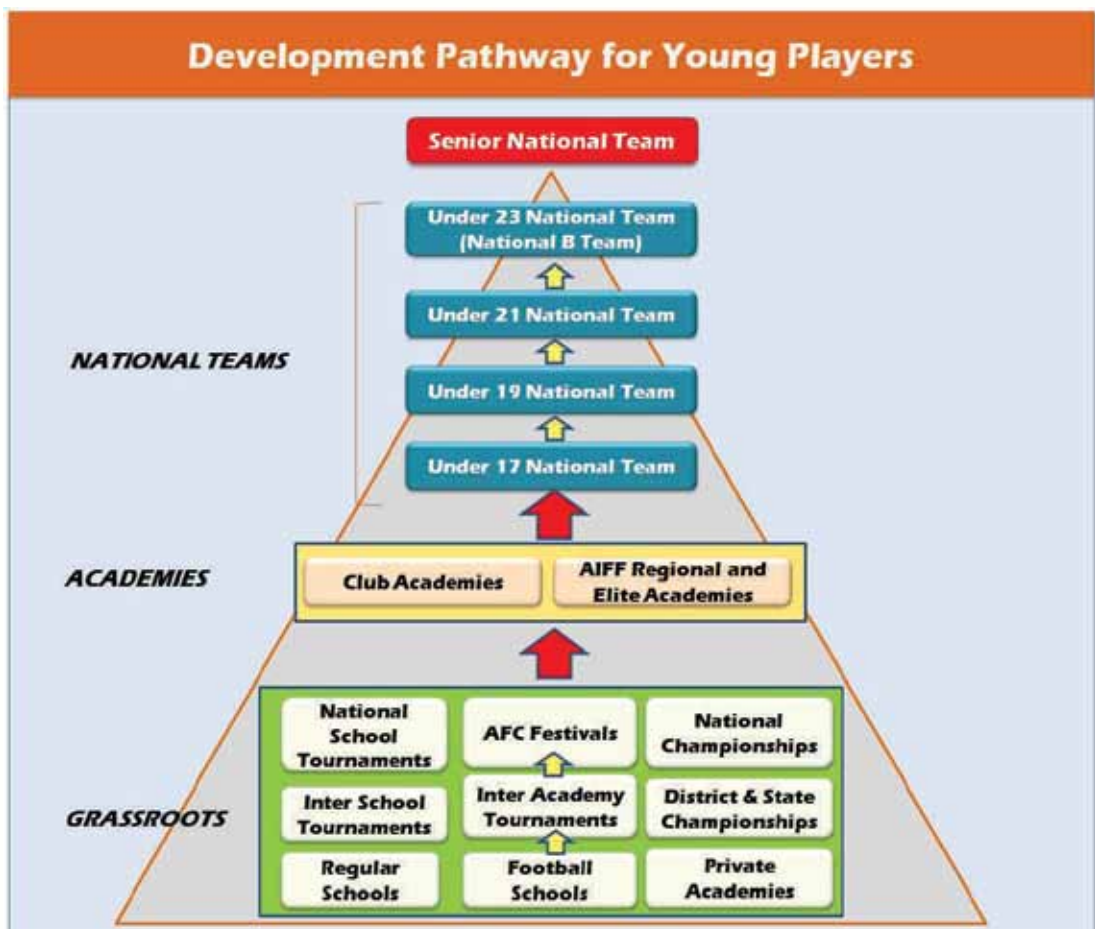 Development Pathway for Young Players
Senior National Team
Under 23 National Team
(National B Team)
Under 21 National Team
NATIONAL TEAMS
Under 19 National Team
Under 17 National Team
ACADEMIES
Club Academies
AIFF Regional and
Elite Academies
National
School
Tournaments
AFC Festivals
National
Championships
GRASSROOTS
Inter School
Tournaments
Inter Academy
Tournaments
District & State
Championships
Regular
Schools
Football
Schools
Private
Academies